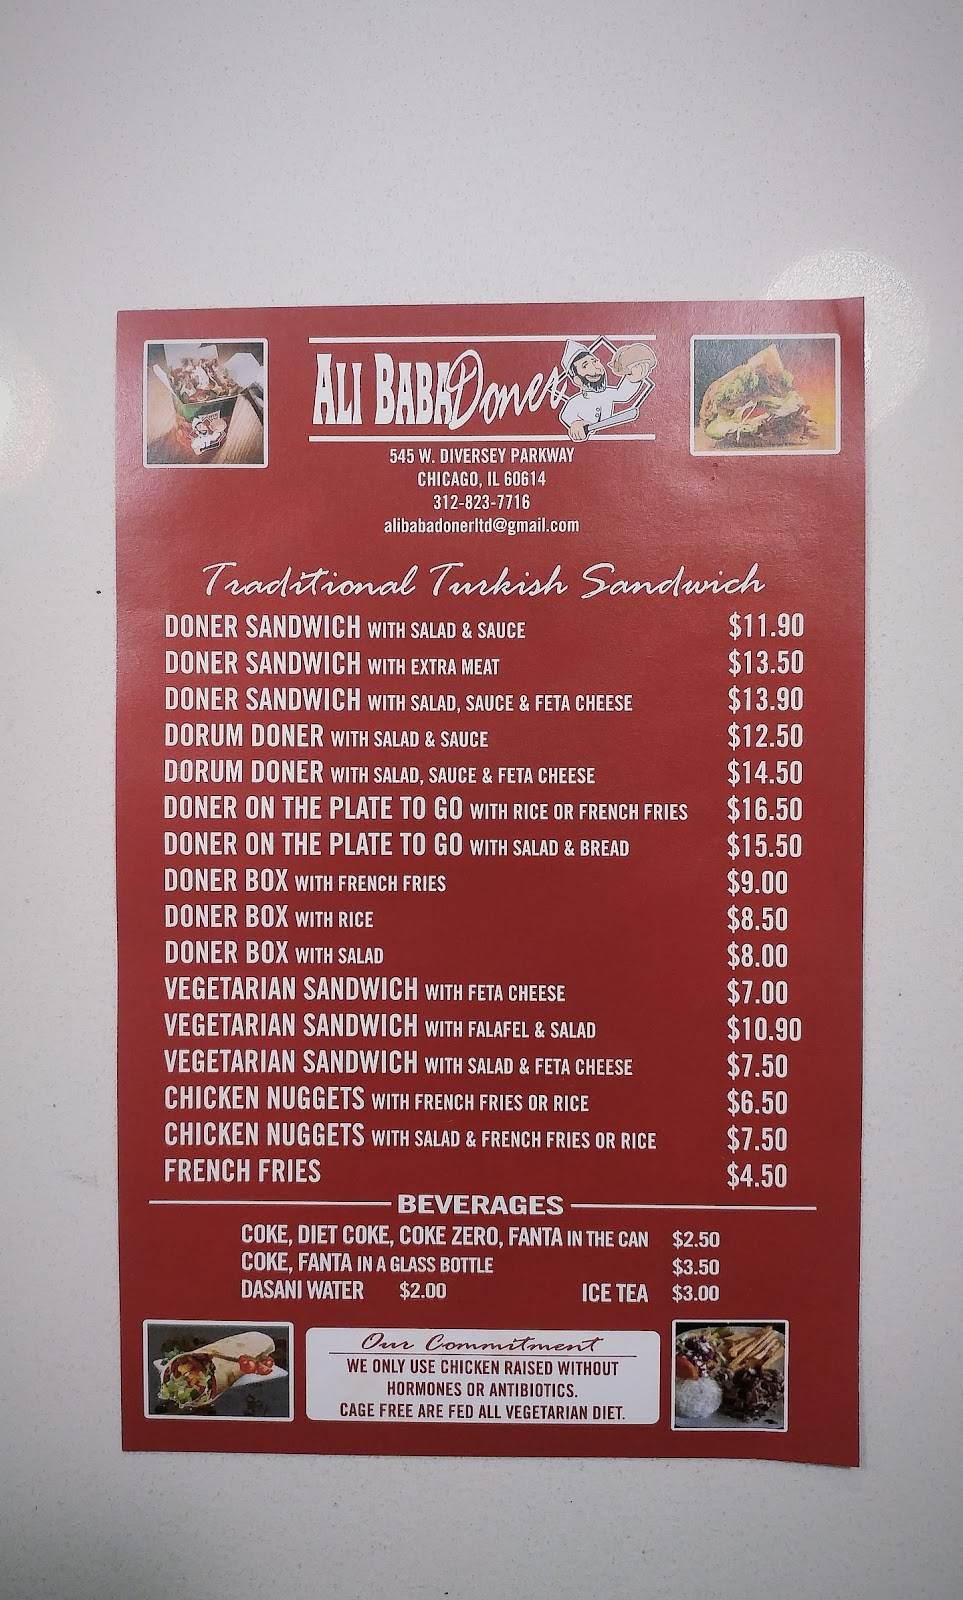 ALI BABA Doner
545 W. DIVERSEY PARKWAY
CHICAGO, IL 60614
312-823-7716
alibabadonerltd@gmail.com
Traditional Turkish Sandwich
DONER SANDWICH WITH SALAD & SAUCE $11.90
DONER SANDWICH WITH EXTRA MEAT $13.50
DONER SANDWICH WITH SALAD, SAUCE & FETA CHEESE $13.90
DORUM DONER WITH SALAD & SAUCE $12.50
DORUM DONER WITH SALAD, SAUCE & FETA CHEESE $14.50
DONER ON THE PLATE TO GO WITH RICE OR FRENCH FRIES $16.50
DONER ON THE PLATE TO GO WITH SALAD & BREAD $15.50
DONER BOX WITH FRENCH FRIES $9.00
DONER BOX WITH RICE $8.50
DONER BOX WITH SALAD $8.00
VEGETARIAN SANDWICH WITH FETA CHEESE $7.00
VEGETARIAN SANDWICH WITH FALAFEL & SALAD $10.90
VEGETARIAN SANDWICH WITH SALAD & FETA CHEESE $7.50
CHICKEN NUGGETS WITH FRENCH FRIES OR RICE $6.50
CHICKEN NUGGETS WITH SALAD & FRENCH FRIES OR RICE $7.50
FRENCH FRIES $4.50
BEVERAGES
COKE, DIET COKE, COKE ZERO, FANTA IN THE CAN $2.50
COKE, FANTA IN A GLASS BOTTLE $3.50
DASANI WATER $2.00 ICE TEA $3.00
Our Commitment
WE ONLY USE CHICKEN RAISED WITHOUT
HORMONES OR ANTIBIOTICS.
CAGE FREE ARE FED ALL VEGETARIAN DIET.